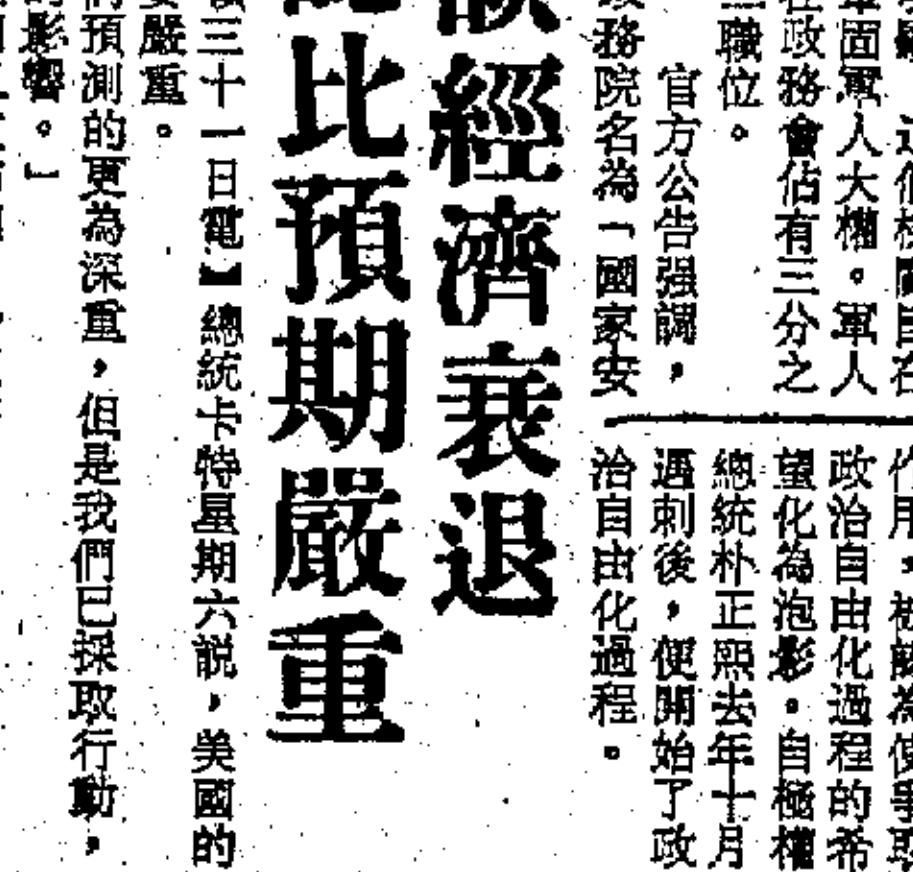 軍固軍人大權。軍人
在政務會佔有三分之
職位。
官方公告强調,
政務院名為「國家安
政治自由化過程的希
望化為泡影。自極權
總統朴正熙去年十月
遇刺後,便開始了政
治自由化過程。
經濟衰退
比預期嚴重
三十一日電】總統卡特星期六説,美國的
嚴重。
們預測的更為深重,但是我們已採取行動,
的影響。」